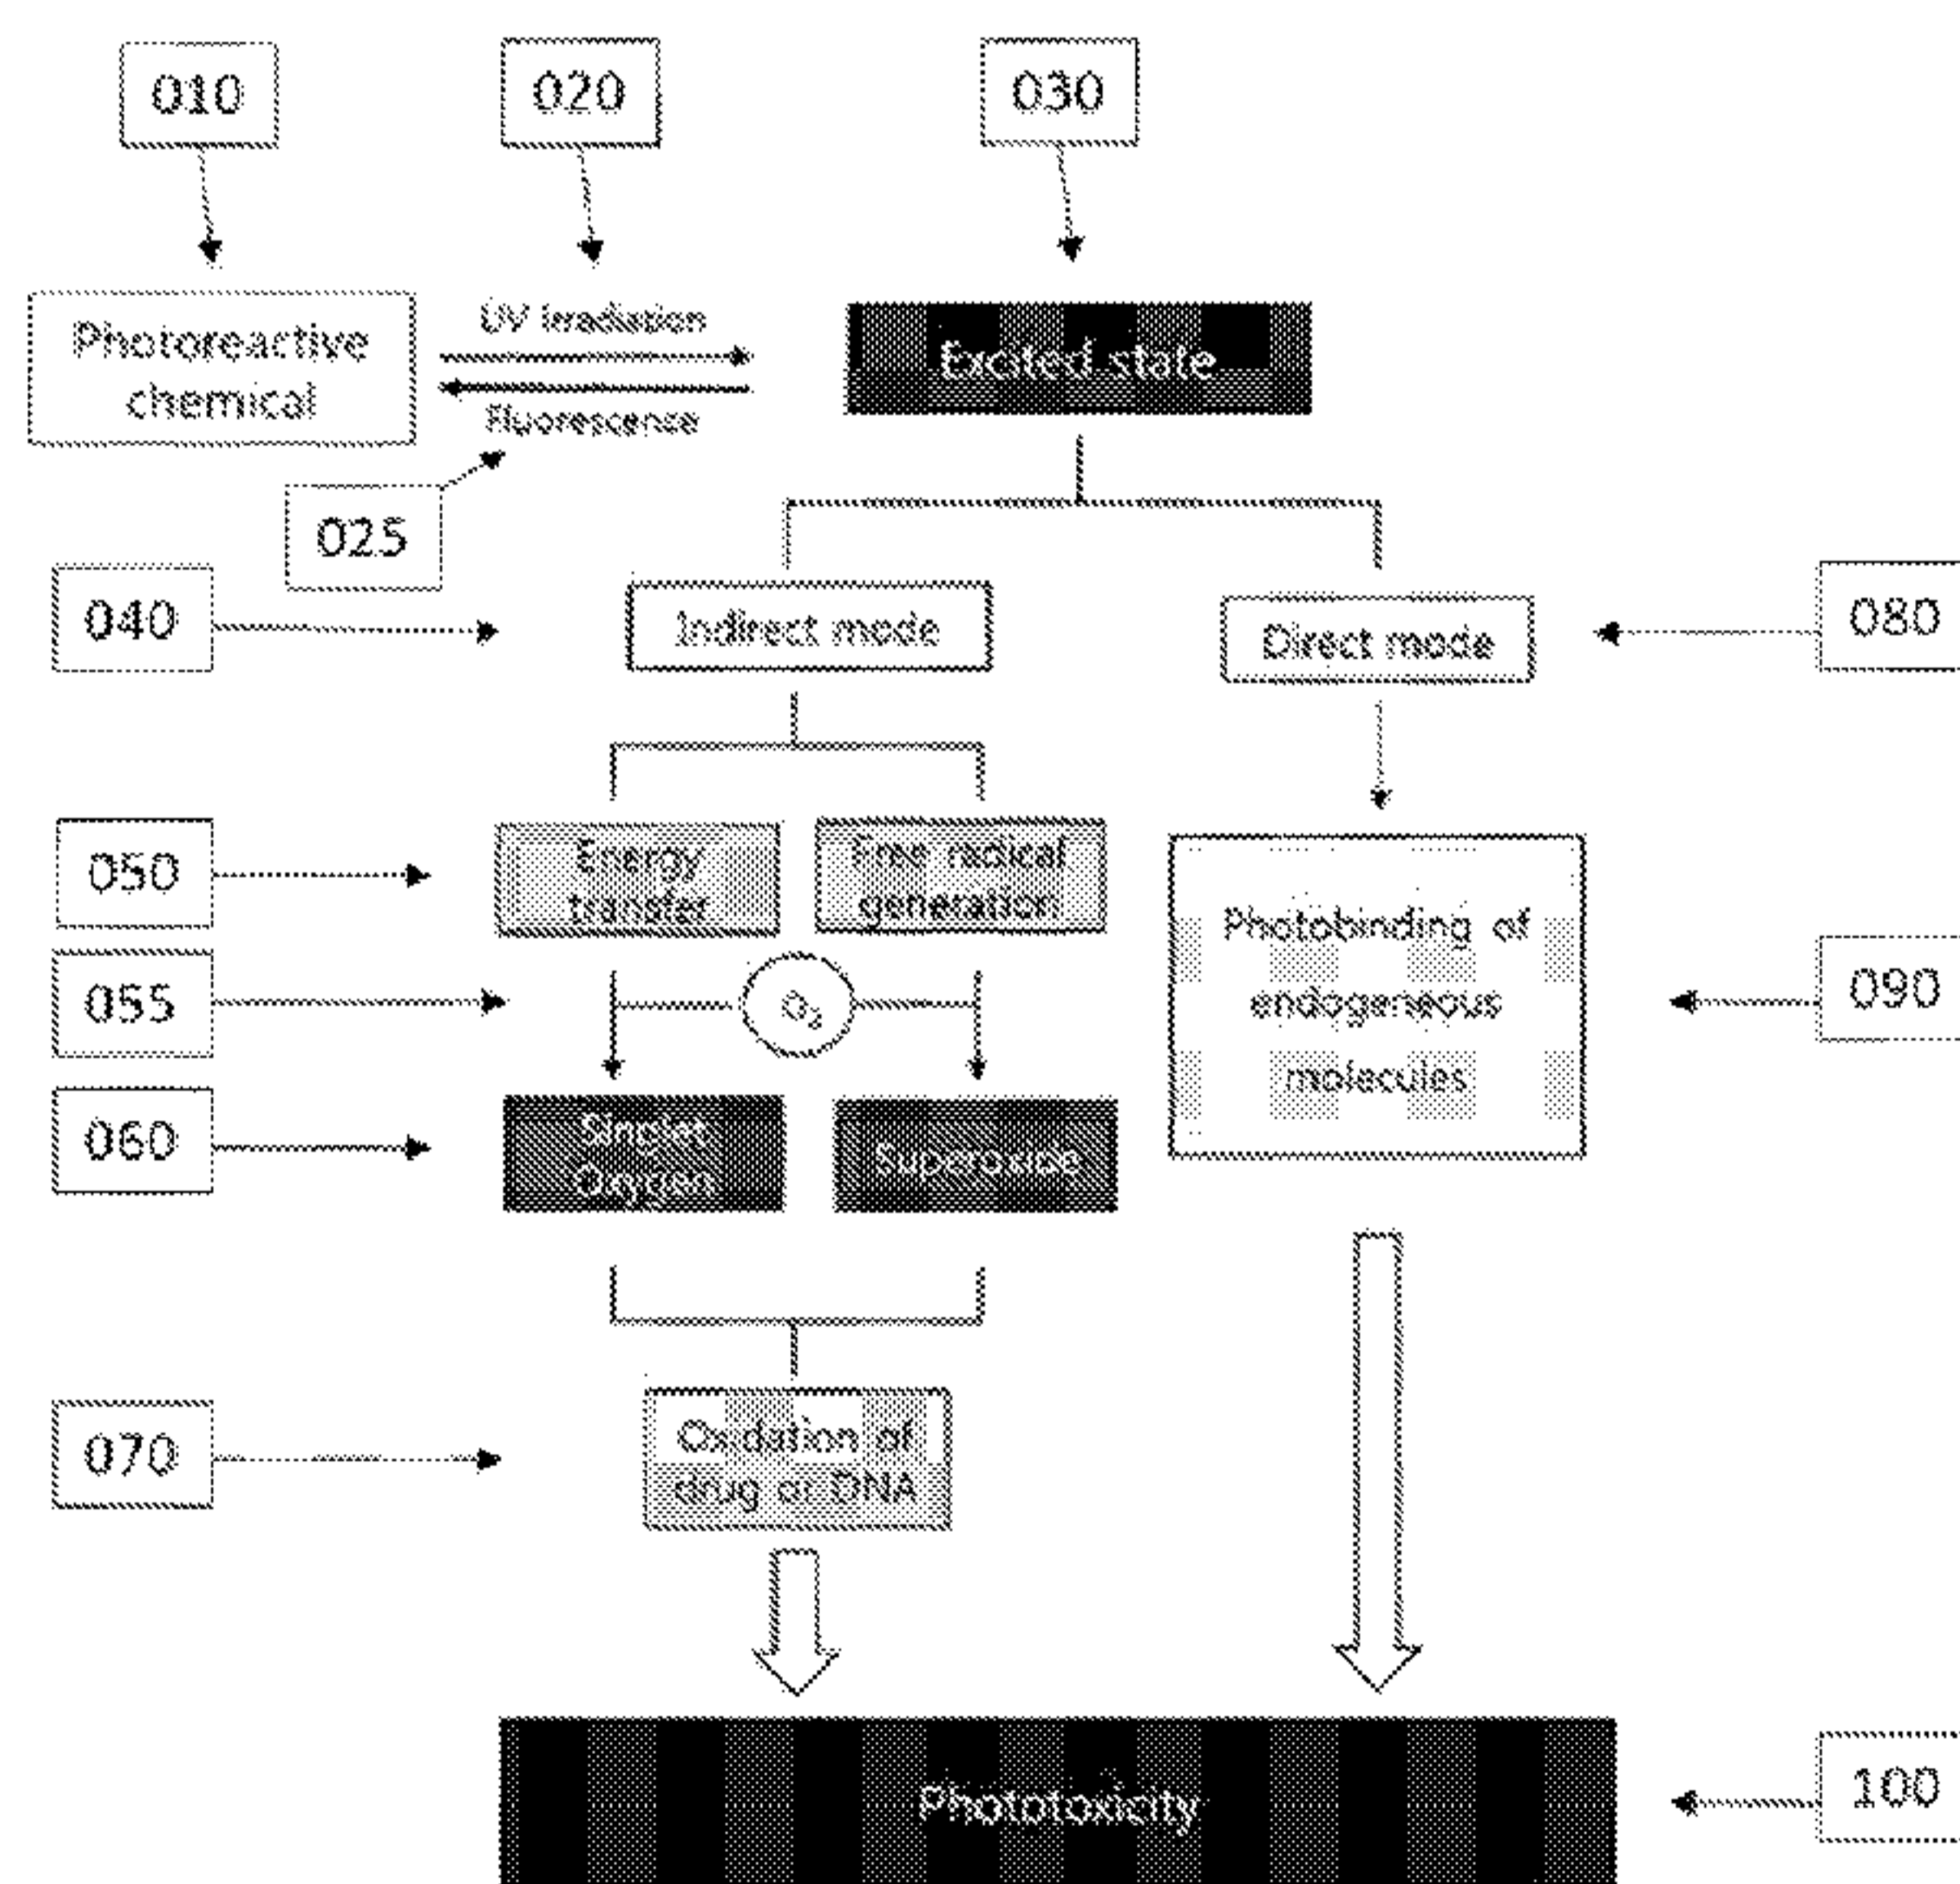 010
020
030
Photoreactive
chemical
UV Irradiation
Fluorescense
Excited state
025
040
Indirect mode
Direct mode
080
050
Energy
transfer
Free radical
generation
Photobinding of
endogeneous
molecules
090
055
O2
060
Singlet
Oxygen
Superoxide
070
Oxidation of
drug or DNA
Phototoxicity
100